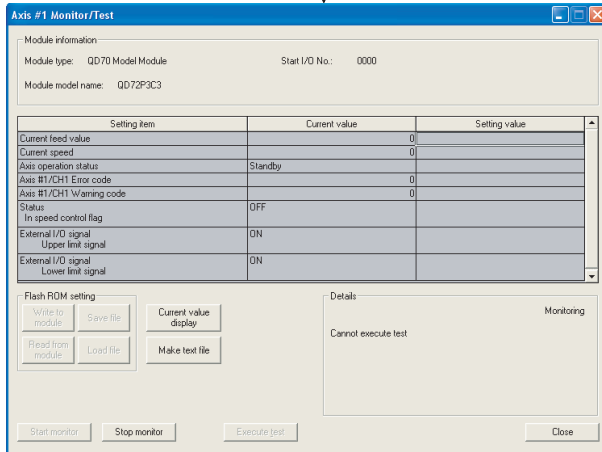 Axis #1 Monitor/Test
Module information
Module type: QD70 Model Module Start I/O No.: 0000
Module model name: QD72P3C3
Setting item Current value Setting value
Current feed value 0
Current speed 0
Axis operation status Standby
Axis #1/CH1 Error code 0
Axis #1/CH1 Warning code 0
Status OFF
In speed control flag
External I/O signal ON
Upper limit signal
External I/O signal ON
Lower limit signal
Flash ROM setting
Write to
module
Save file
Current value
display
Read from
module
Load file
Make text file
Details
Monitoring
Cannot execute test
Start monitor Stop monitor Execute test Close